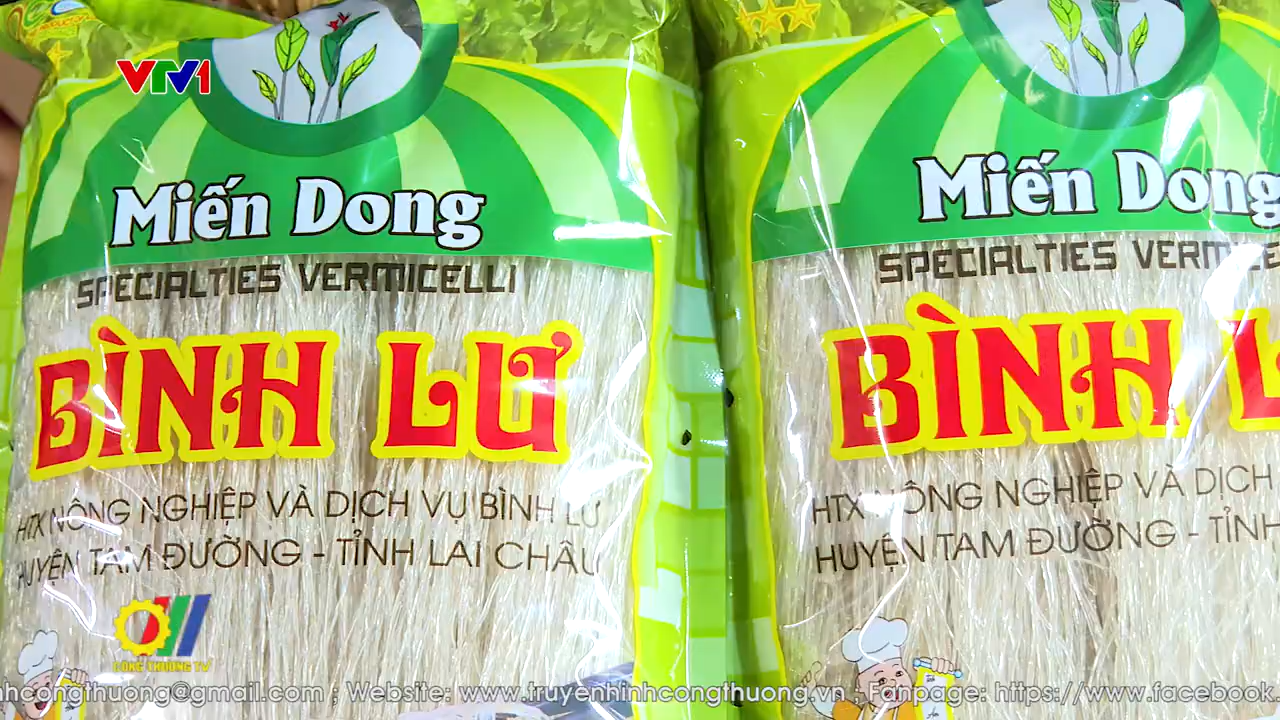 VTV1
Miến Dong
SPECIALTIES VERMICELLI
BÌNH LƯ
HTX NÔNG NGHIỆP VÀ DỊCH VỤ BÌNH LƯ
HUYỆN TAM ĐƯỜNG - TỈNH LAI CHÂU
Miến Dong
SPECIALTIES
BÌNH L
HTX NÔNG NGHIỆP VÀ DỊCH
HUYỆN TAM ĐƯỜNG - TỈNH
CÔNG THƯƠNG TV
nhcongthuong@gmail.com ; Website: www.truyenhinhcongthuong.vn ; Fanpage: https://www.facebook.